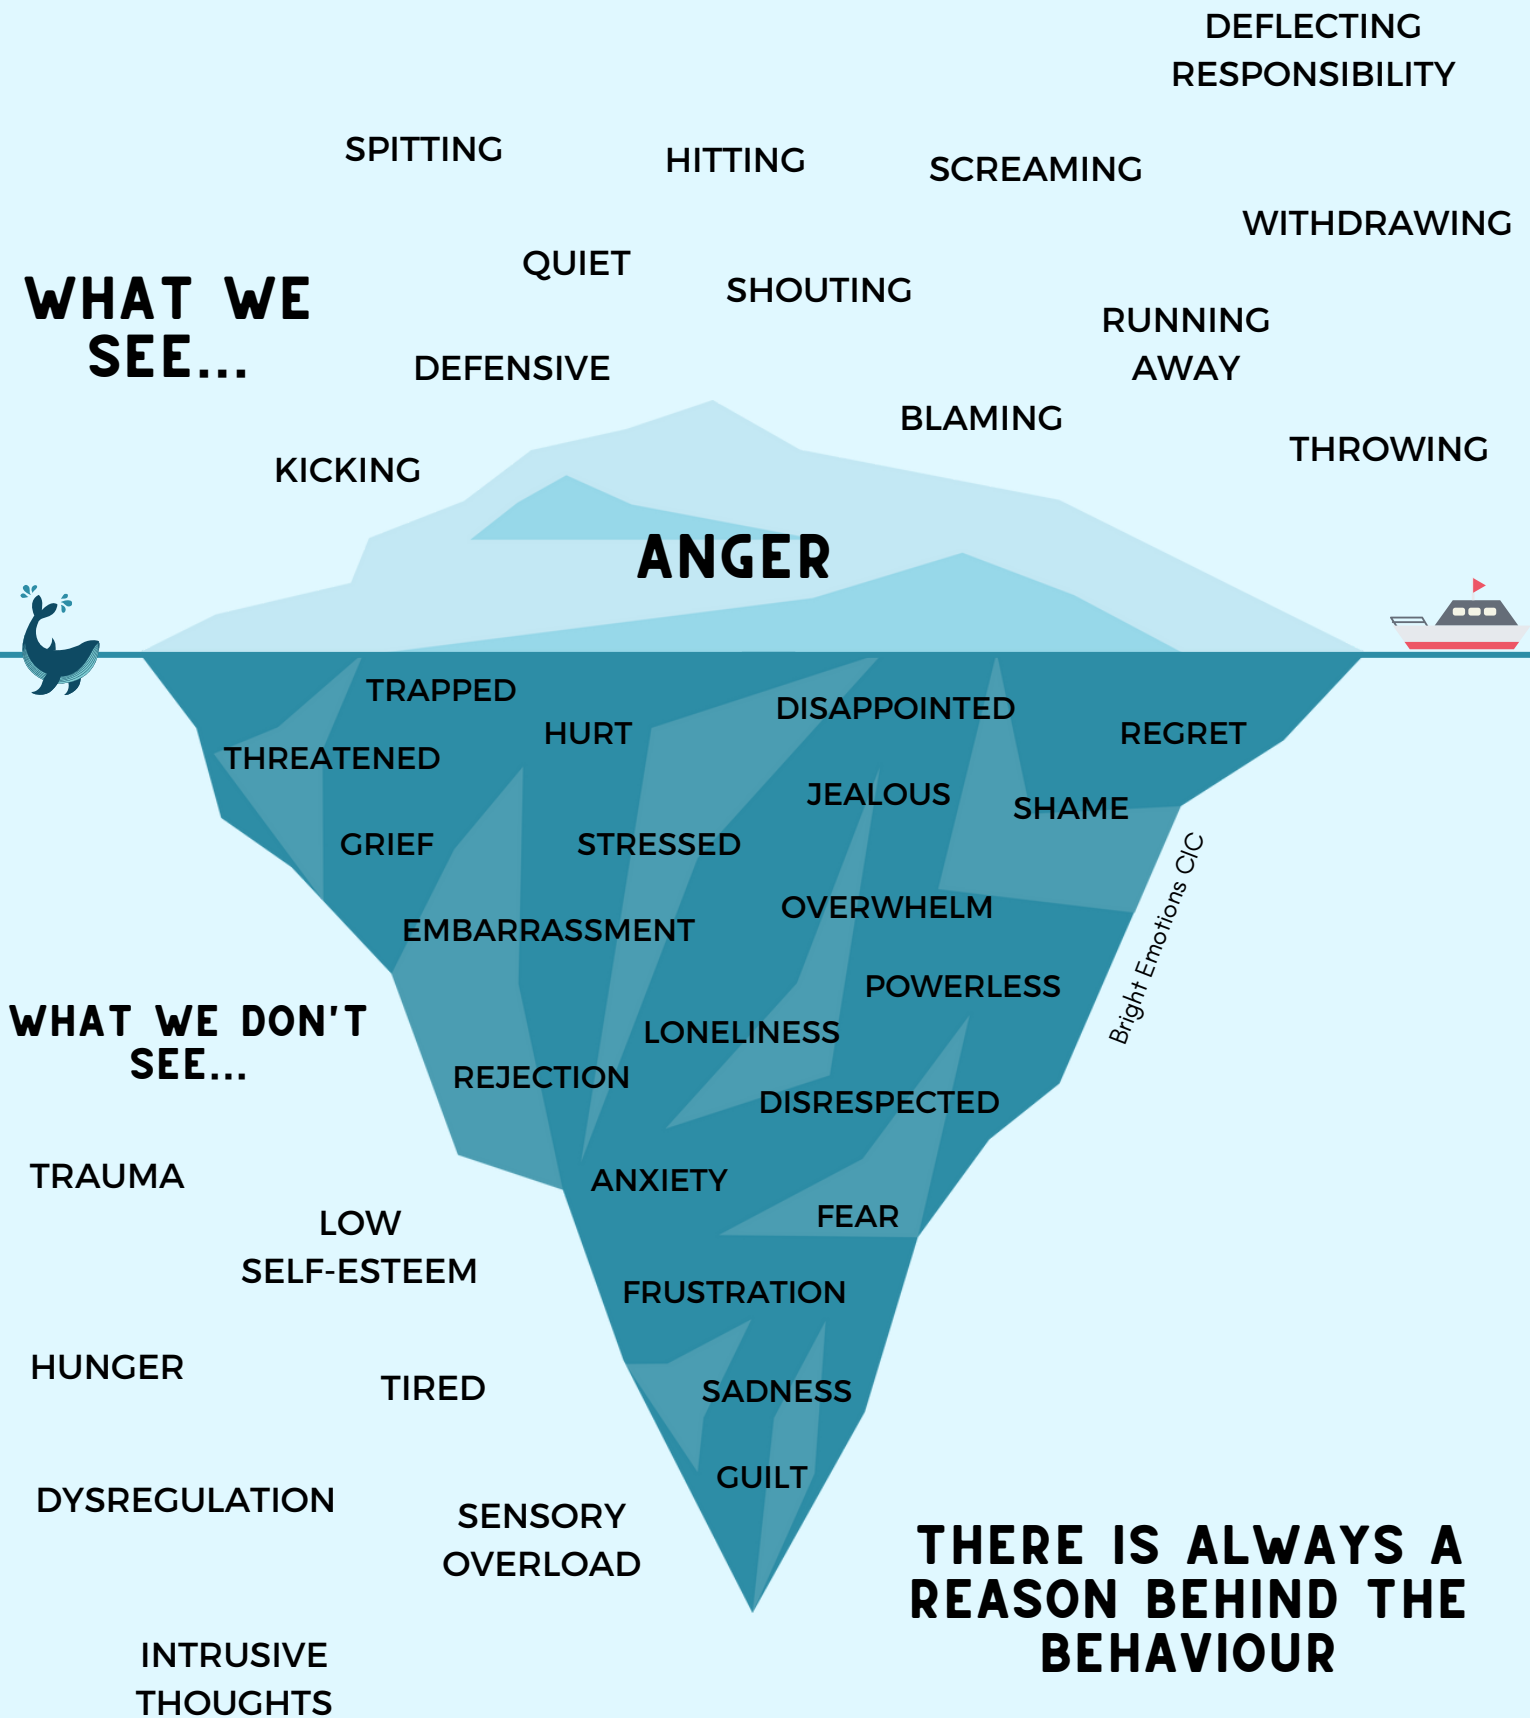 DEFLECTING
RESPONSIBILITY
SPITTING
HITTING
SCREAMING
WITHDRAWING
QUIET
SHOUTING
WHAT WE
SEE...
RUNNING
AWAY
DEFENSIVE
BLAMING
THROWING
KICKING
ANGER
TRAPPED
DISAPPOINTED
HURT
REGRET
THREATENED
JEALOUS
SHAME
GRIEF
STRESSED
OVERWHELM
EMBARRASSMENT
Bright Emotions CIC
POWERLESS
WHAT WE DON'T
SEE...
LONELINESS
REJECTION
DISRESPECTED
TRAUMA
ANXIETY
LOW
SELF-ESTEEM
FEAR
FRUSTRATION
HUNGER
TIRED
SADNESS
GUILT
DYSREGULATION
SENSORY
OVERLOAD
THERE IS ALWAYS A
REASON BEHIND THE
BEHAVIOUR
INTRUSIVE
THOUGHTS